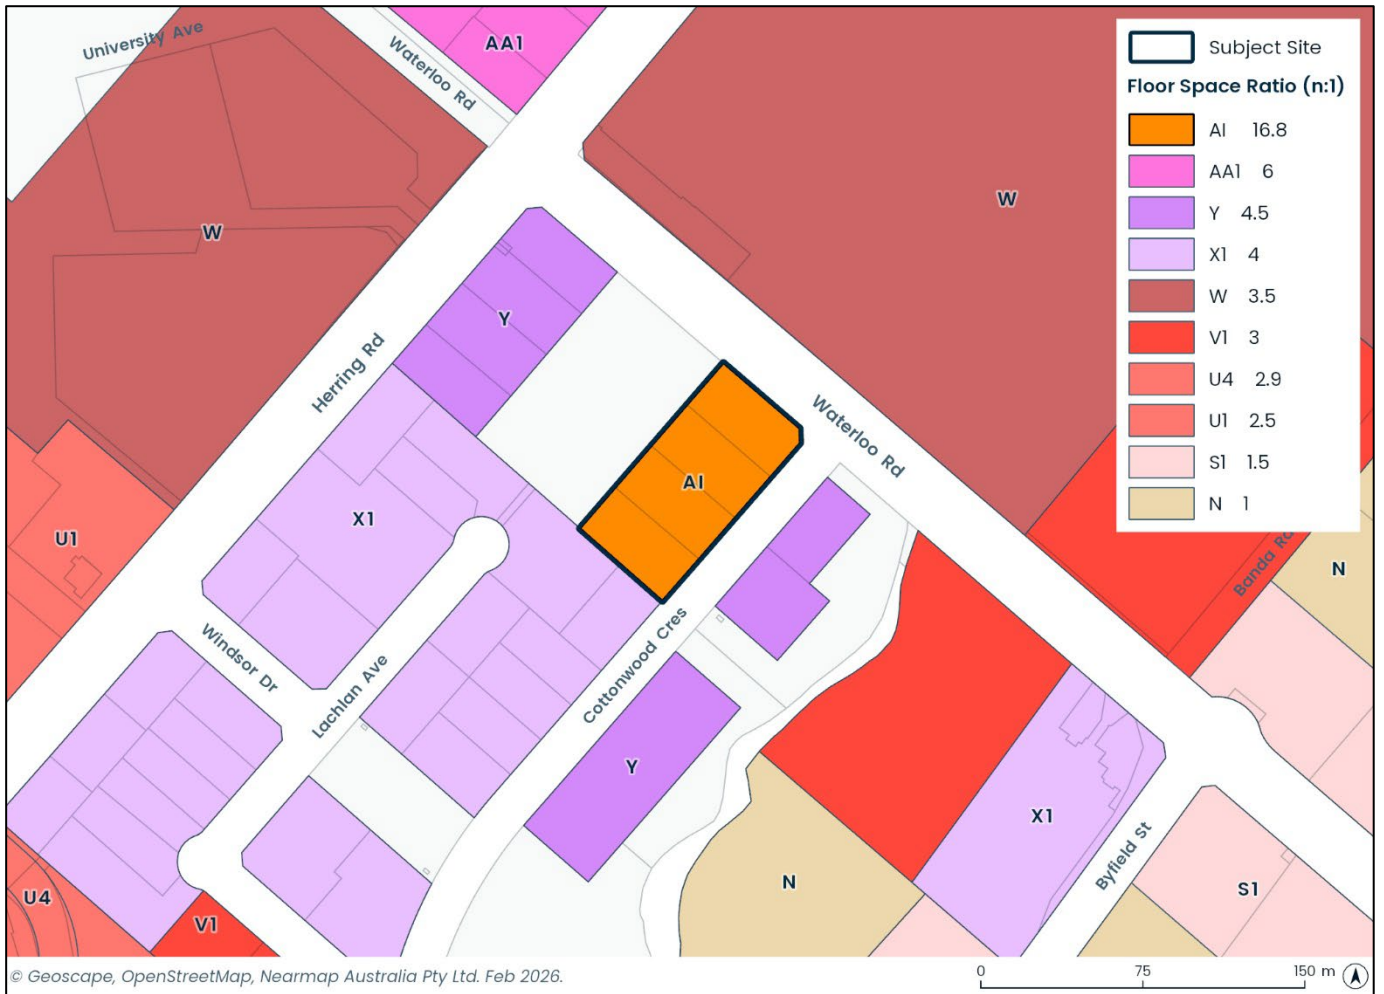 University Ave
Waterloo Rd
AA1
Subject Site
Floor Space Ratio (n:1)
AI 16.8
AA1 6
Y 4.5
X1 4
W 3.5
V1 3
U4 2.9
U1 2.5
S1 1.5
N 1
W
W
Y
Herring Rd
Waterloo Rd
AI
X1
U1
Banda Rd
N
Windsor Dr
Lachlan Ave
Cottonwood Cres
Y
X1
Byfield St
N
S1
U4
V1
© Geoscape, OpenStreetMap, Nearmap Australia Pty Ltd. Feb 2026.
0 75 150 m